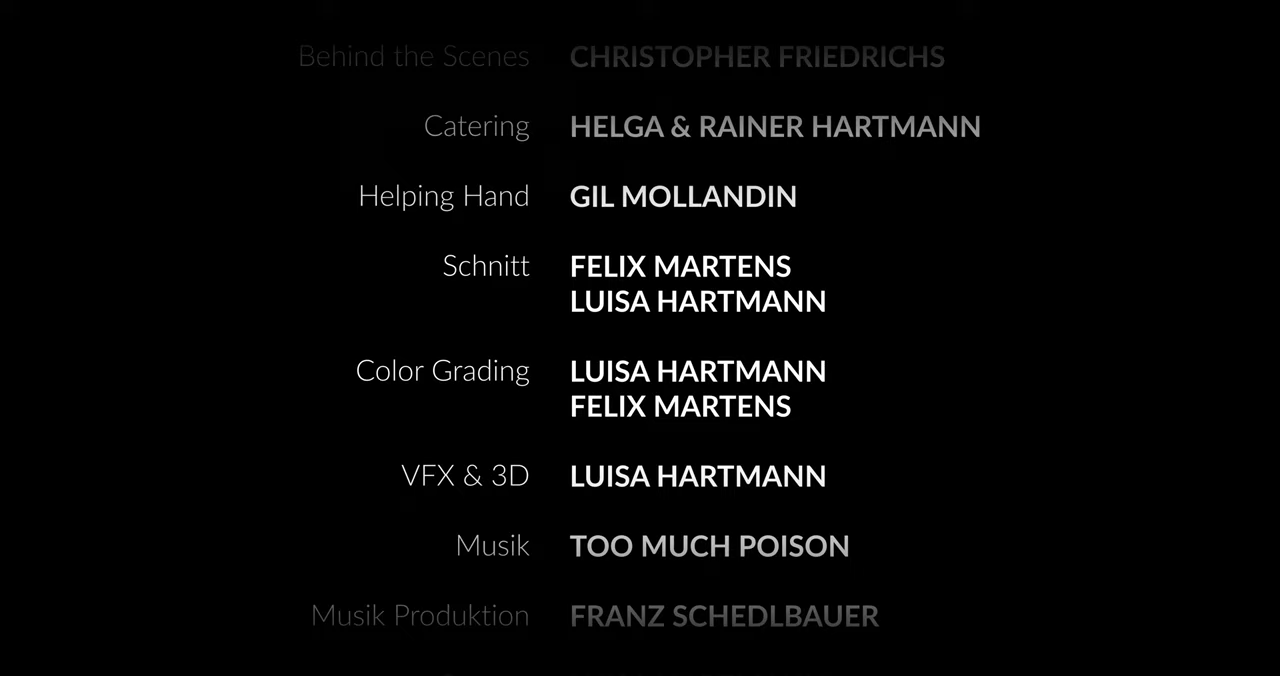 Behind the Scenes CHRISTOPHER FRIEDRICHS
Catering HELGA & RAINER HARTMANN
Helping Hand GIL MOLLANDIN
Schnitt FELIX MARTENS
LUISA HARTMANN
Color Grading LUISA HARTMANN
FELIX MARTENS
VFX & 3D LUISA HARTMANN
Musik TOO MUCH POISON
Musik Produktion FRANZ SCHEDLBAUER